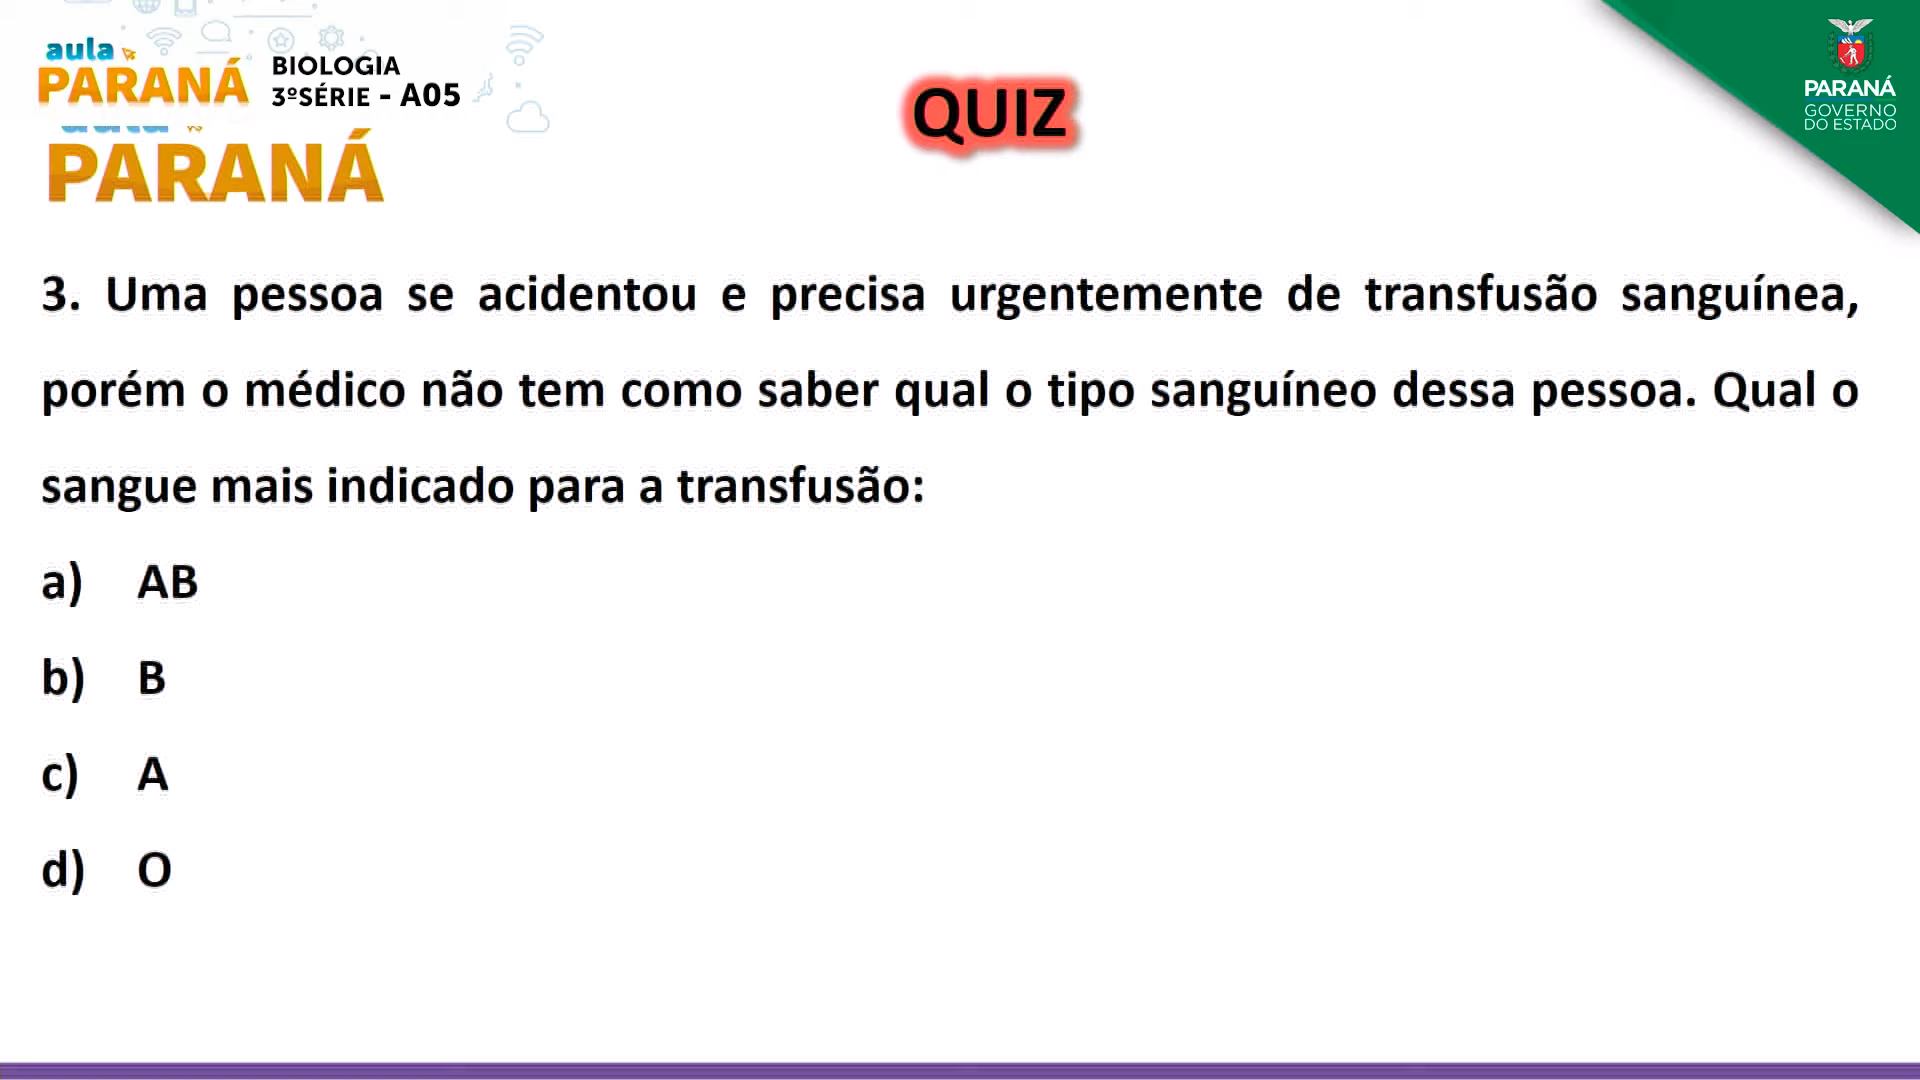 aula
PARANÁ
BIOLOGIA
3ºSÉRIE - A05
PARANÁ
QUIZ
PARANÁ
GOVERNO
DO ESTADO
3. Uma pessoa se acidentou e precisa urgentemente de transfusão sanguínea,
porém o médico não tem como saber qual o tipo sanguíneo dessa pessoa. Qual o
sangue mais indicado para a transfusão:
a) AB
b) B
c) A
d) O